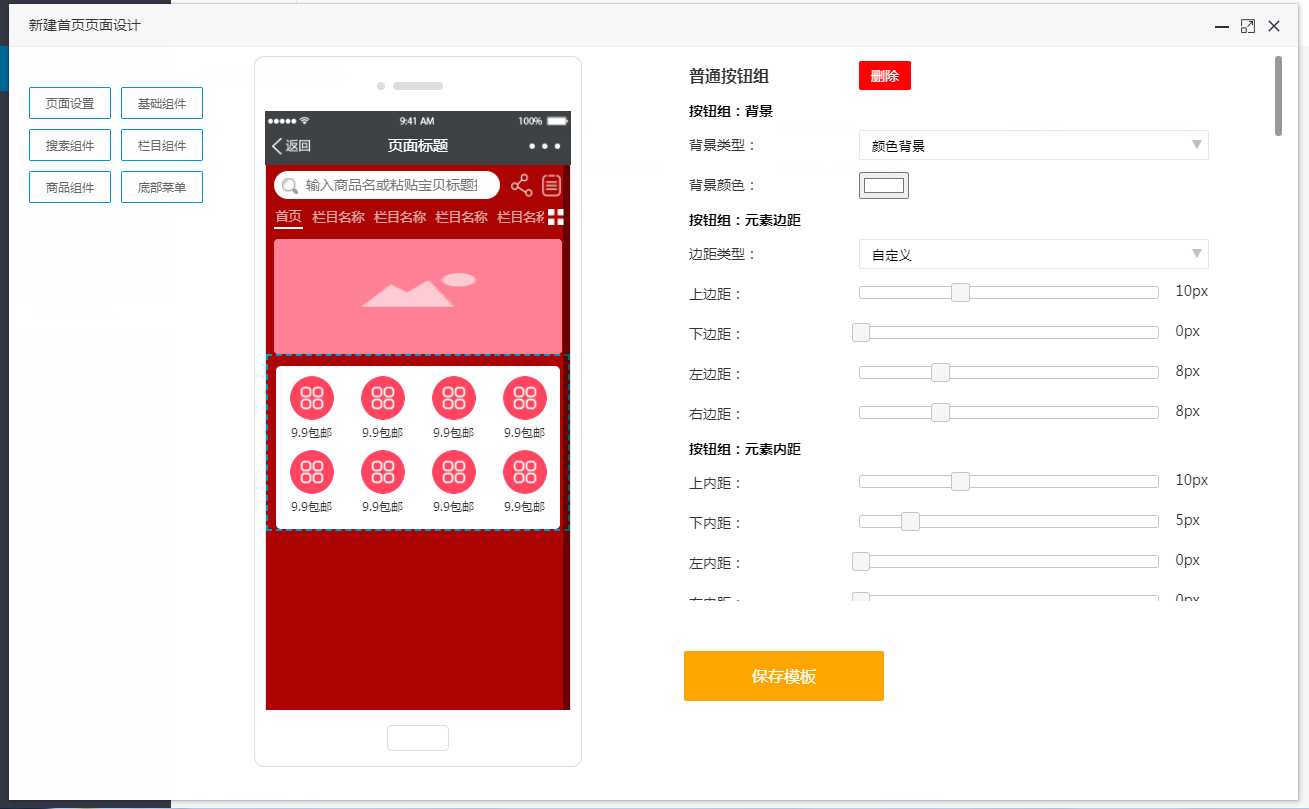 新建首页页面设计
页面设置 基础组件
搜索组件 栏目组件
商品组件 底部菜单
9:41 AM 100%
返回 页面标题
输入商品名或粘贴宝贝标题
首页 栏目名称 栏目名称 栏目名称 栏目名称
9.9包邮 9.9包邮 9.9包邮 9.9包邮
9.9包邮 9.9包邮 9.9包邮 9.9包邮
普通按钮组 删除
按钮组：背景
背景类型： 颜色背景
背景颜色：
按钮组：元素边距
边距类型： 自定义
上边距： 10px
下边距： 0px
左边距： 8px
右边距： 8px
按钮组：元素内距
上内距： 10px
下内距： 5px
左内距： 0px
右内距： 0px
保存模板